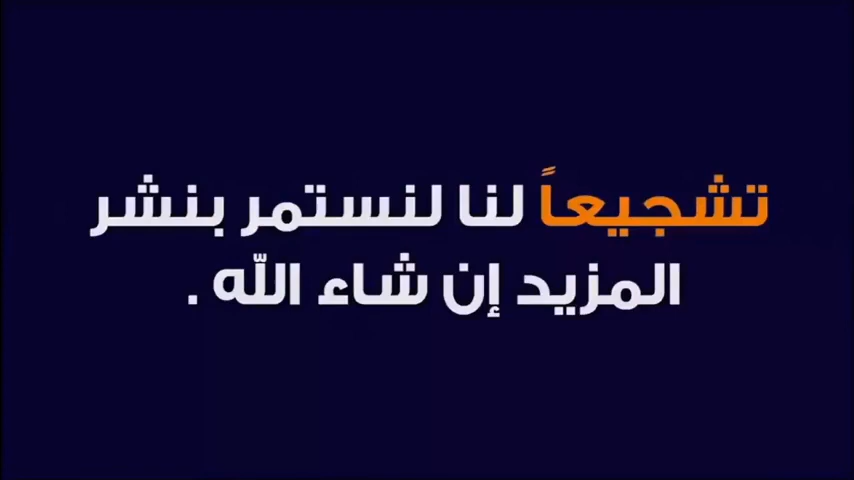 تشجيعاً لنا لنستمر بنشر
المزيد إن شاء الله .